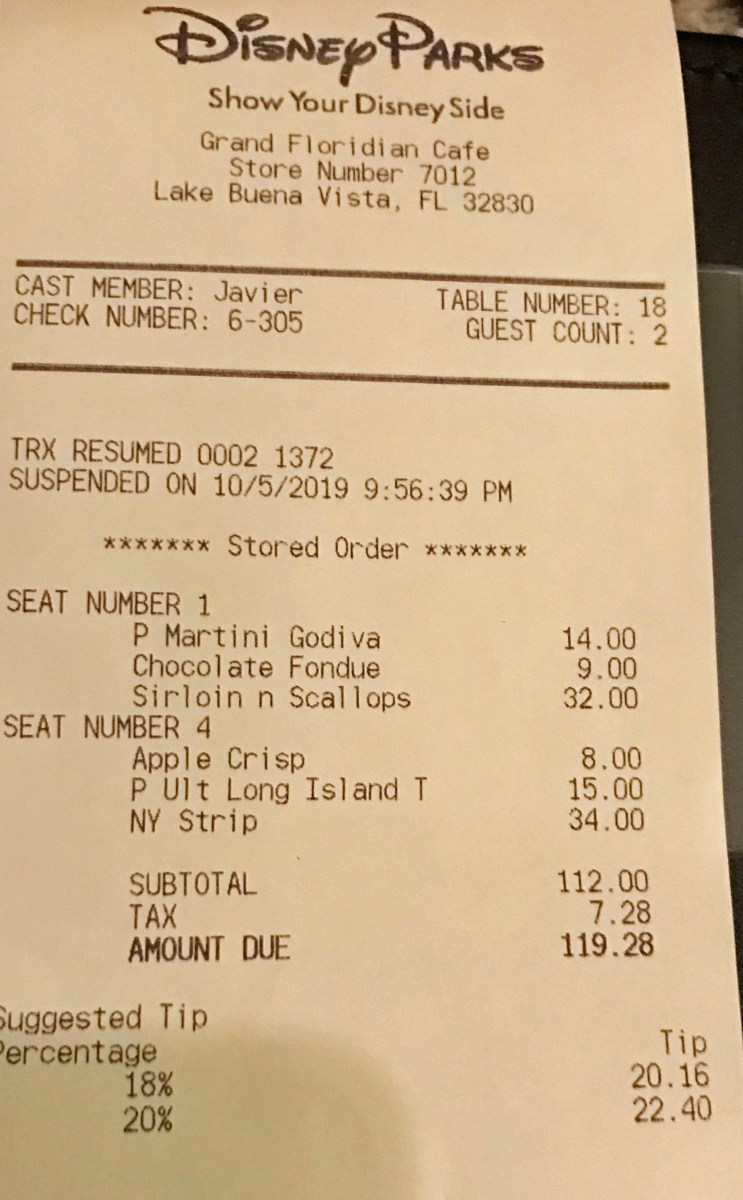 Disney Parks
Show Your Disney Side
Grand Floridian Cafe
Store Number 7012
Lake Buena Vista, FL 32830
CAST MEMBER: Javier TABLE NUMBER: 18
CHECK NUMBER: 6-305 GUEST COUNT: 2
TRX RESUMED 0002 1372
SUSPENDED ON 10/5/2019 9:56:39 PM
******* Stored Order *******
SEAT NUMBER 1
P Martini Godiva 14.00
Chocolate Fondue 9.00
Sirloin n Scallops 32.00
SEAT NUMBER 4
Apple Crisp 8.00
P Ult Long Island T 15.00
NY Strip 34.00
SUBTOTAL 112.00
TAX 7.28
AMOUNT DUE 119.28
Suggested Tip
Percentage Tip
18% 20.16
20% 22.40